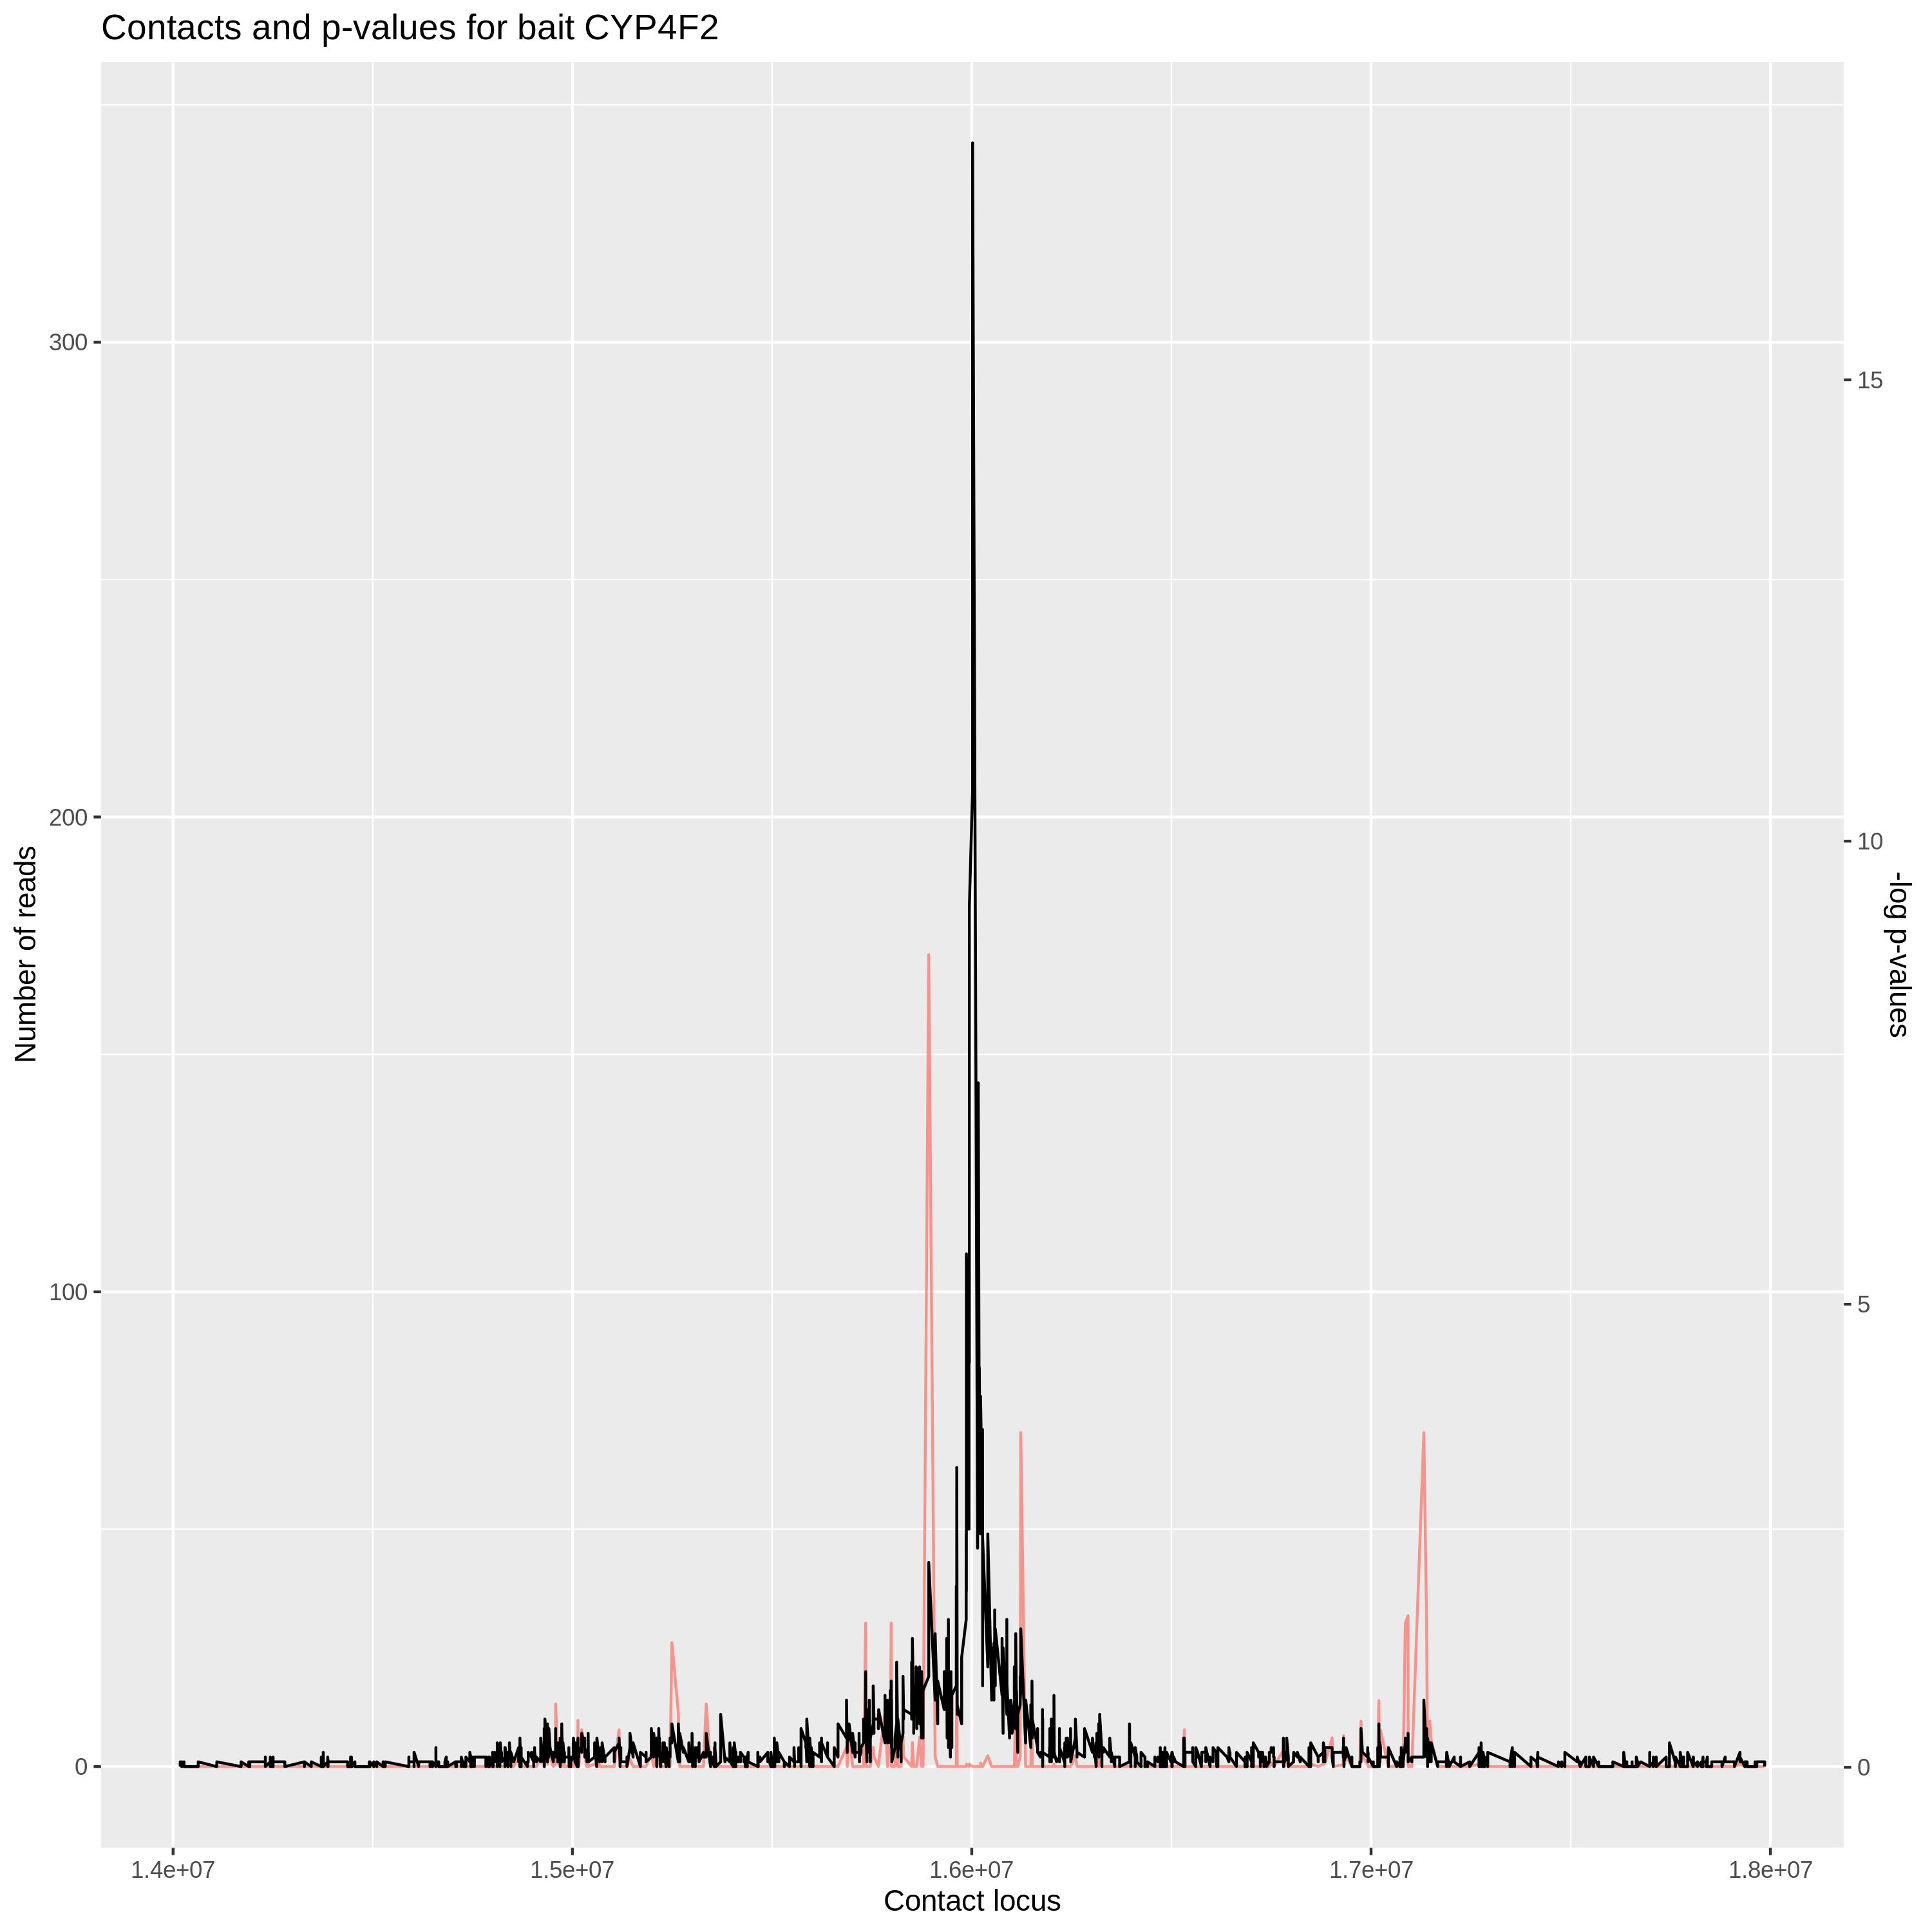 Contacts and p-values for bait CYP4F2
Number of reads
300
200
100
0
15
10
5
0
-log p-values
1.4e+07 1.5e+07 1.6e+07 1.7e+07 1.8e+07
Contact locus